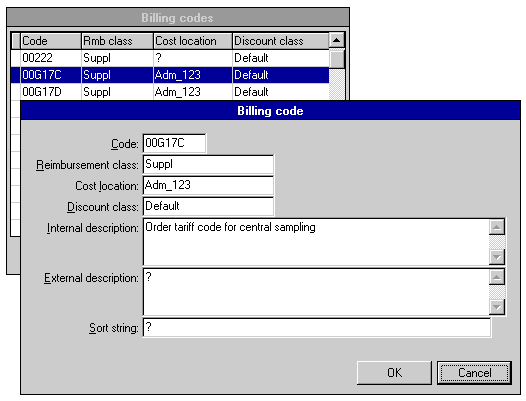 Billing codes
Code Rmb class Cost location Discount class
00222 Suppl ? Default
00G17C Suppl Adm_123 Default
00G17D Suppl Adm_123 Default
Billing code
Code: 00G17C
Reimbursement class: Suppl
Cost location: Adm_123
Discount class: Default
Internal description: Order tariff code for central sampling
External description: ?
Sort string: ?
OK Cancel